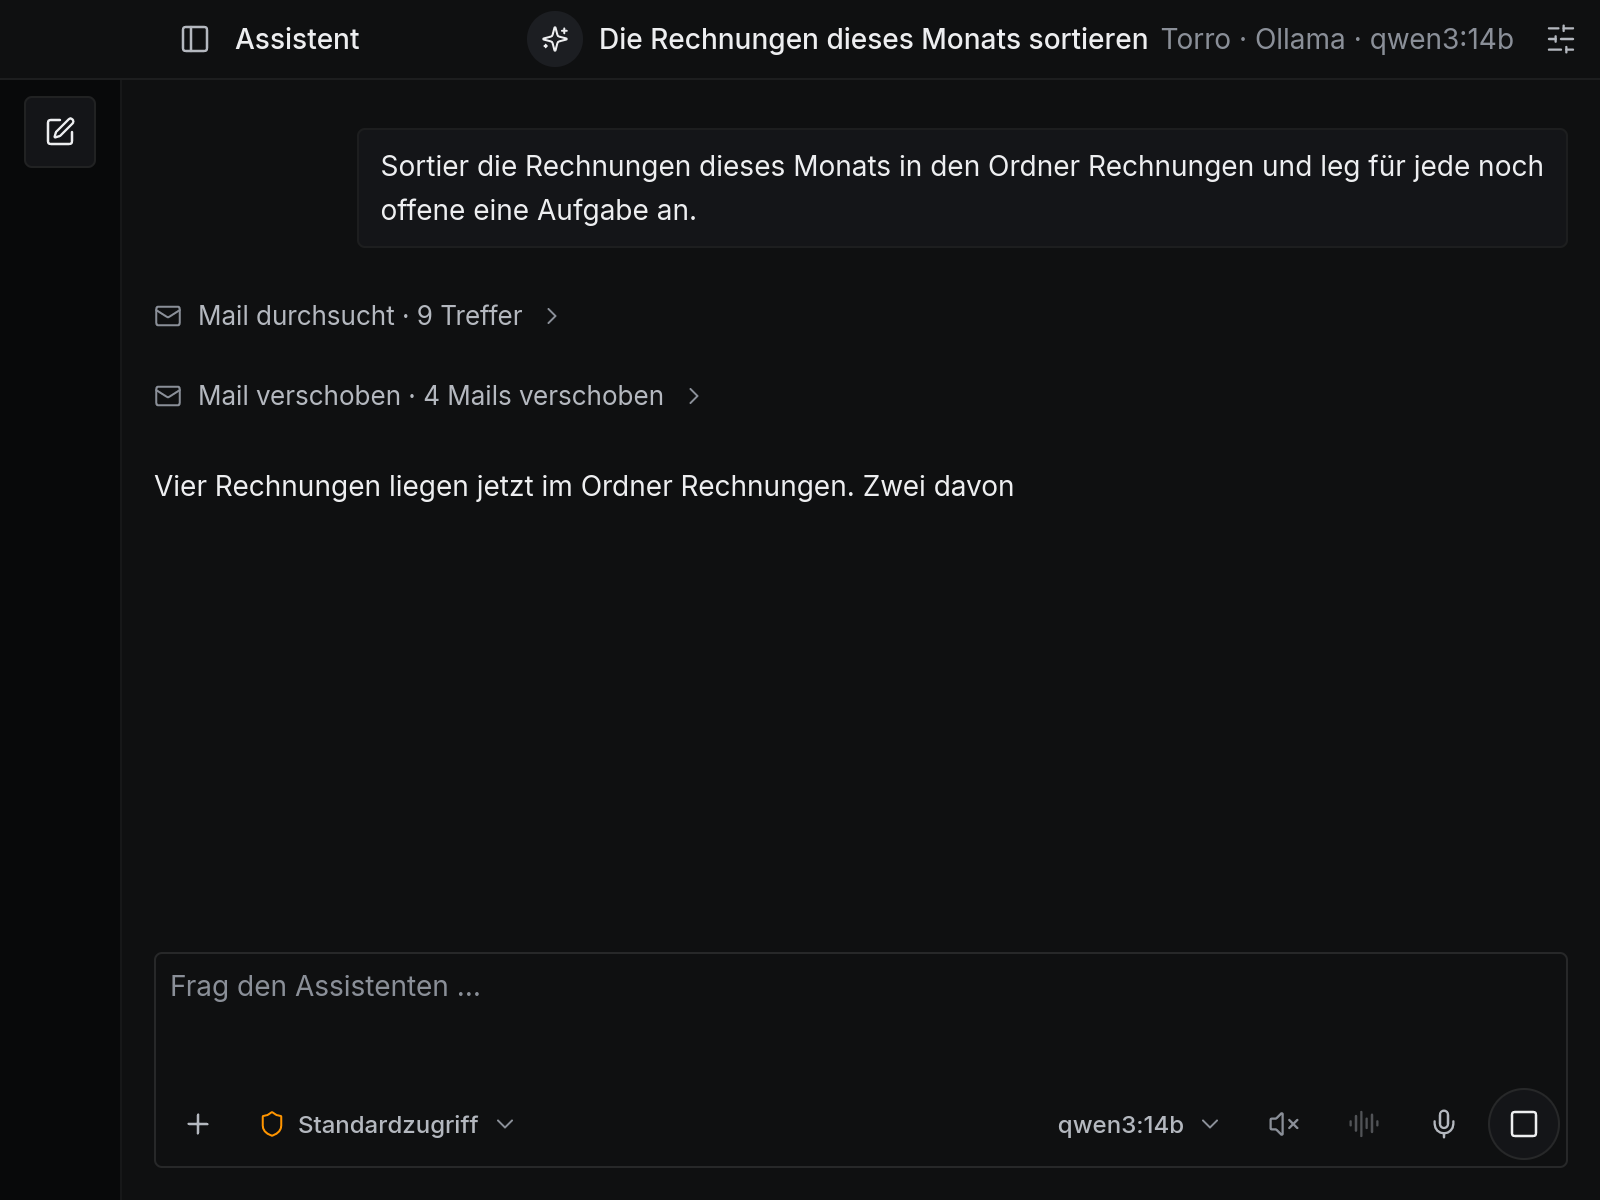 Assistent
Die Rechnungen dieses Monats sortieren Torro · Ollama · qwen3:14b
Sortier die Rechnungen dieses Monats in den Ordner Rechnungen und leg für jede noch
offene eine Aufgabe an.
Mail durchsucht · 9 Treffer
Mail verschoben · 4 Mails verschoben
Vier Rechnungen liegen jetzt im Ordner Rechnungen. Zwei davon
Frag den Assistenten ...
Standardzugriff
qwen3:14b